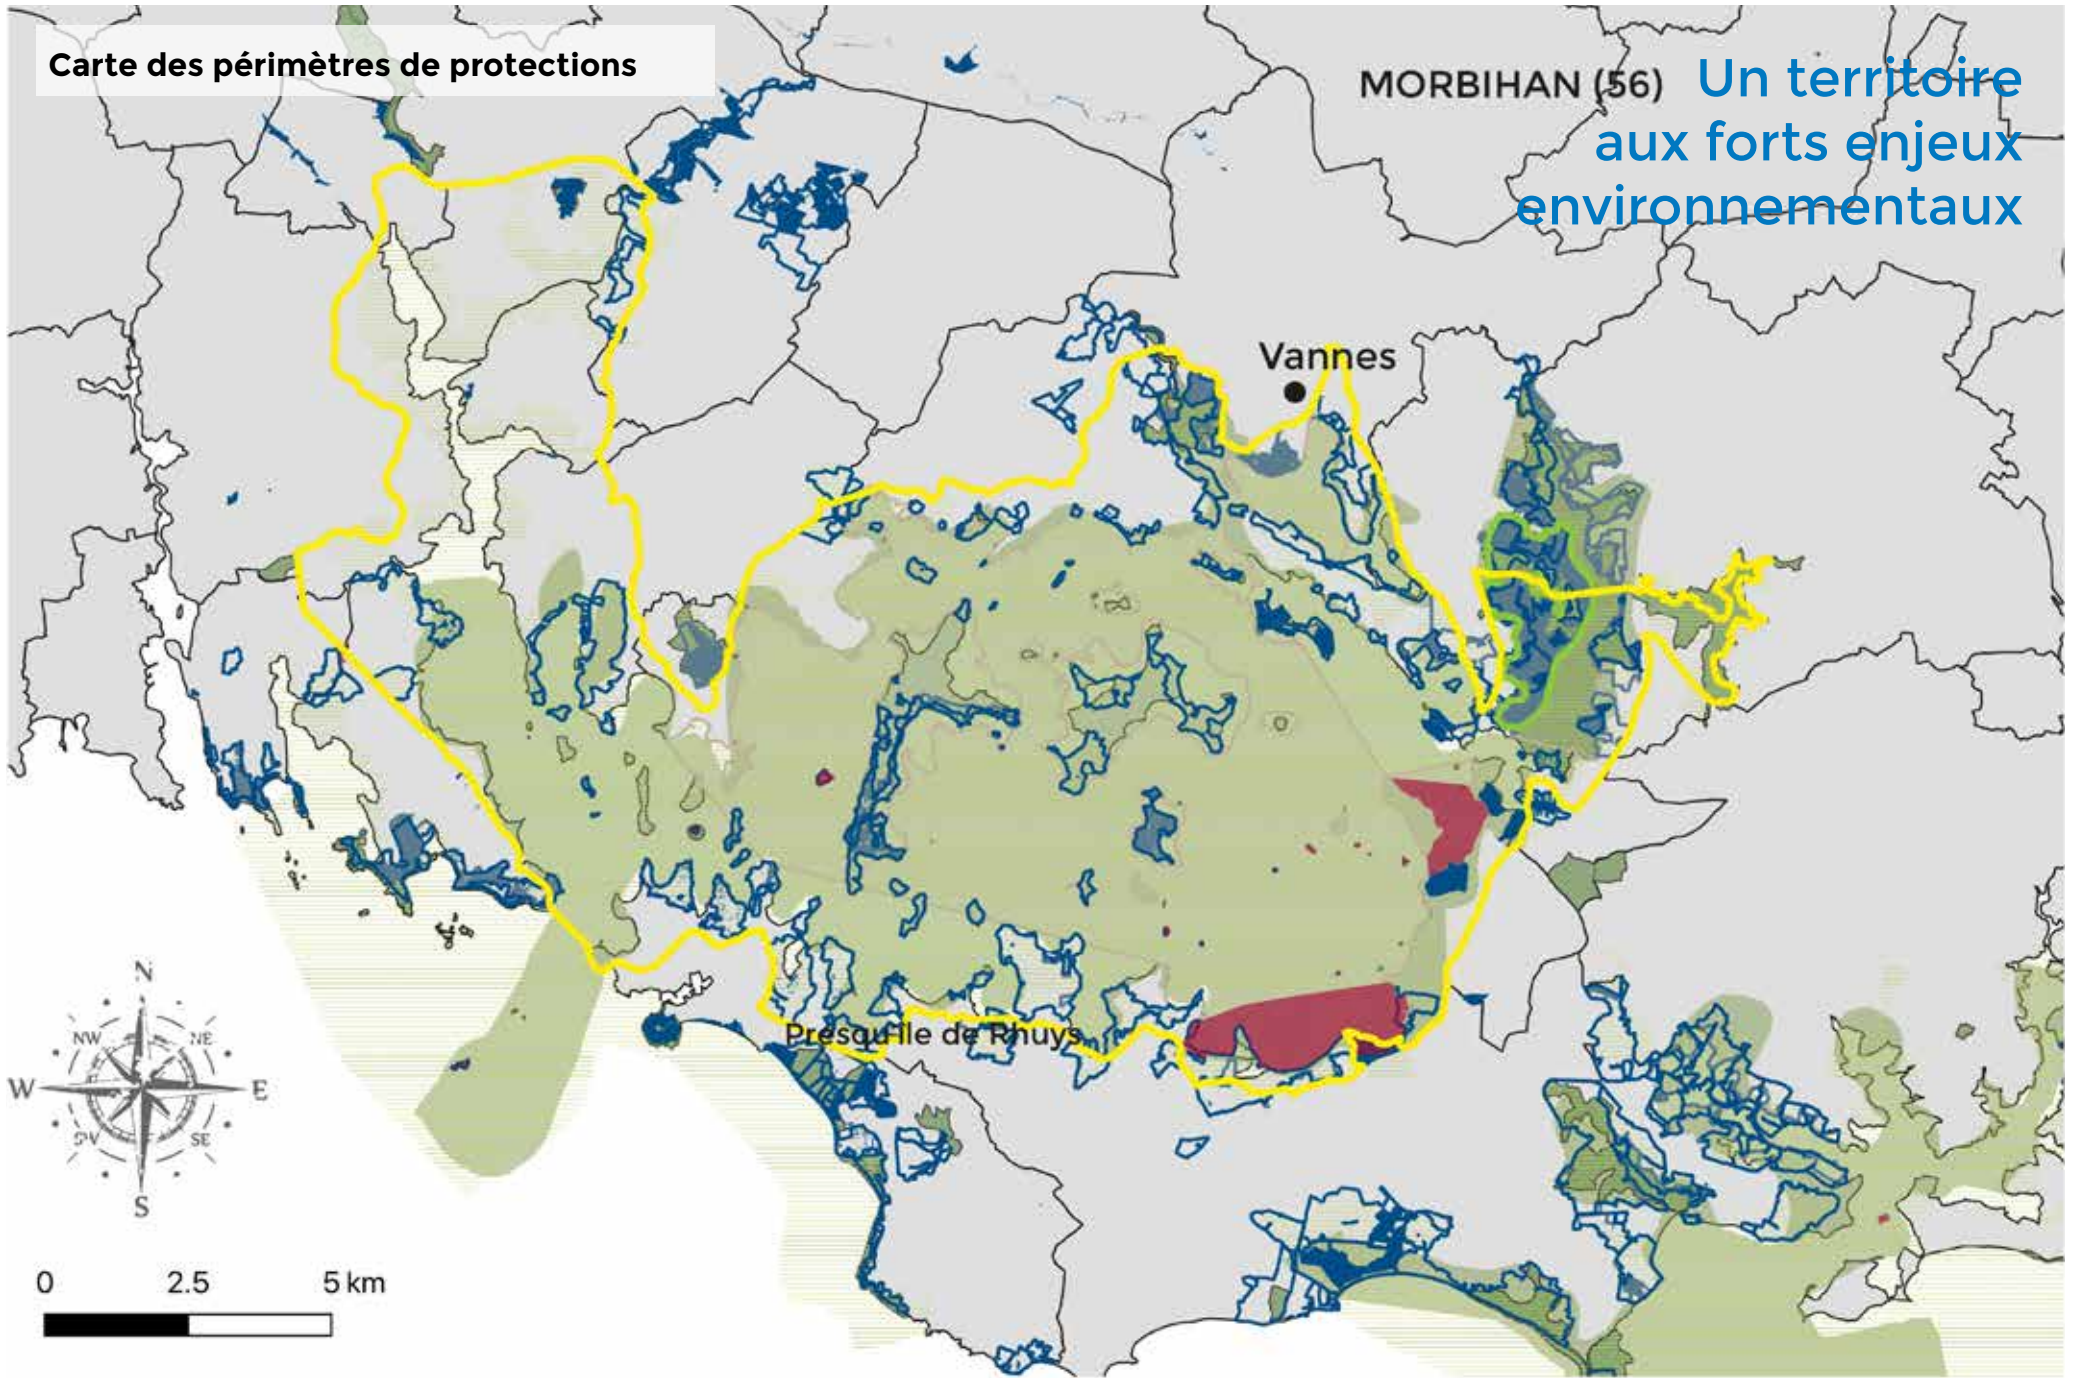 Carte des périmètres de protections
MORBIHAN (56)
Un territoire
aux forts enjeux
environnementaux
Vannes
Presqu'île de Rhuys
N
NW
NE
W
E
SE
S
0 2.5 5 km